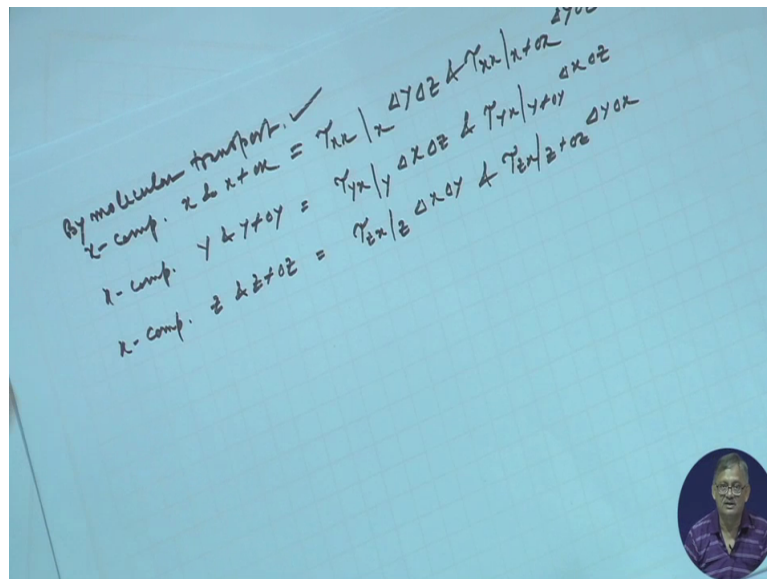 By molecular transport. ✓
x-comp. x & x+Δx = τxx|x ΔyΔz & τxx|x+Δx ΔyΔz
x-comp. y & y+Δy = τyx|y ΔxΔz & τyx|y+Δy ΔxΔz
x-comp. z & z+Δz = τzx|z ΔxΔy & τzx|z+Δz ΔyΔx